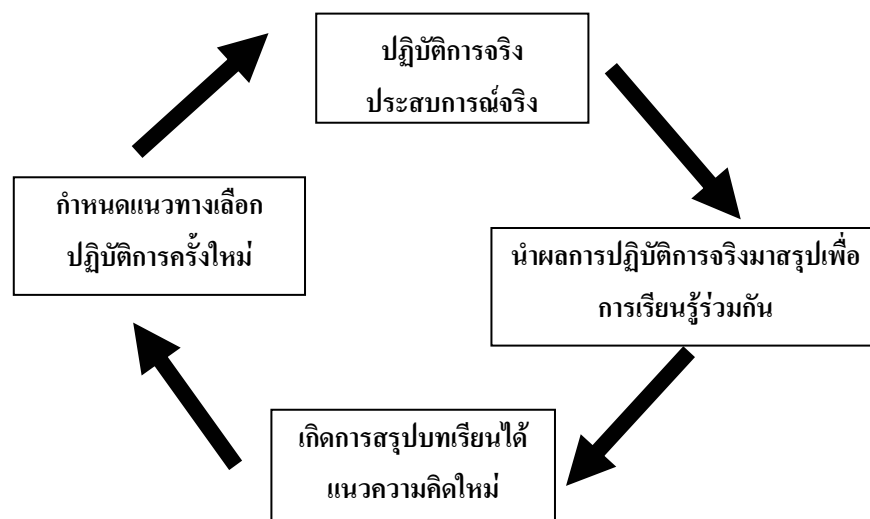 ปฏิบัติการจริง
ประสบการณ์จริง
กำหนดแนวทางเลือก
ปฏิบัติการครั้งใหม่
นำผลการปฏิบัติการจริงมาสรุปเพื่อ
การเรียนรู้ร่วมกัน
เกิดการสรุปบทเรียนได้
แนวความคิดใหม่